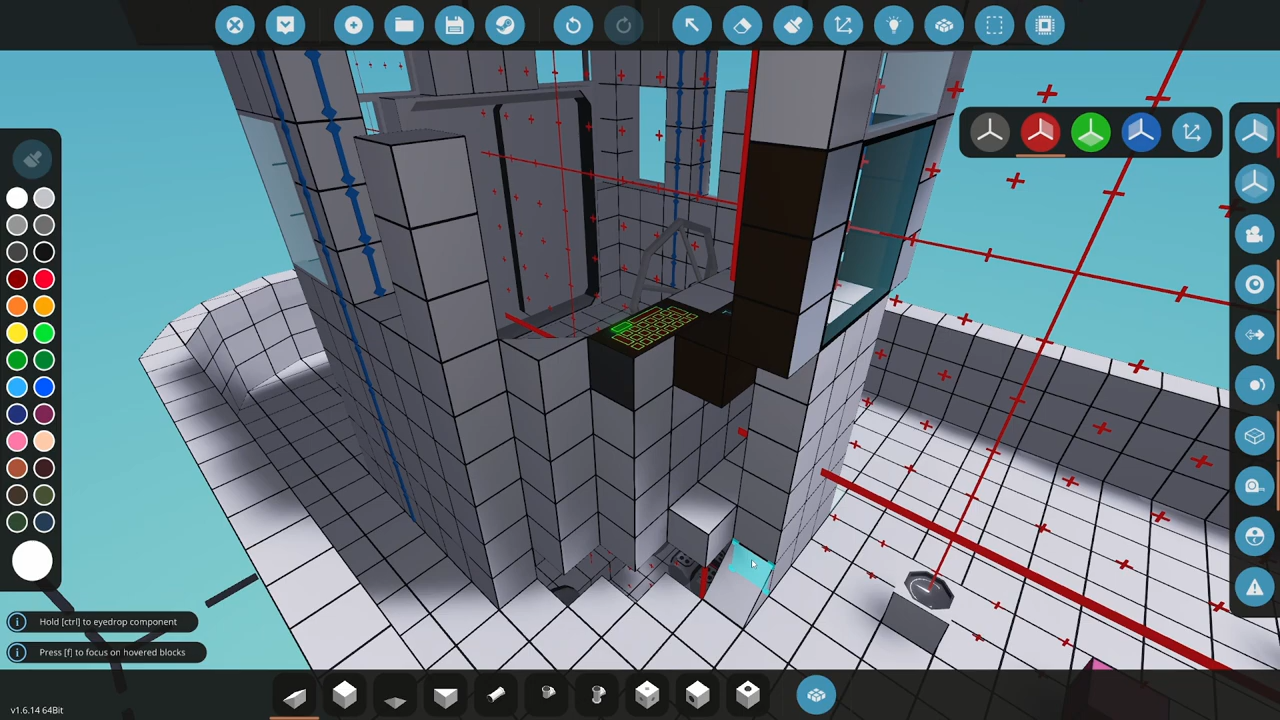 Hold [ctrl] to eyedrop component
Press [f] to focus on hovered blocks
v1.6.14 64Bit